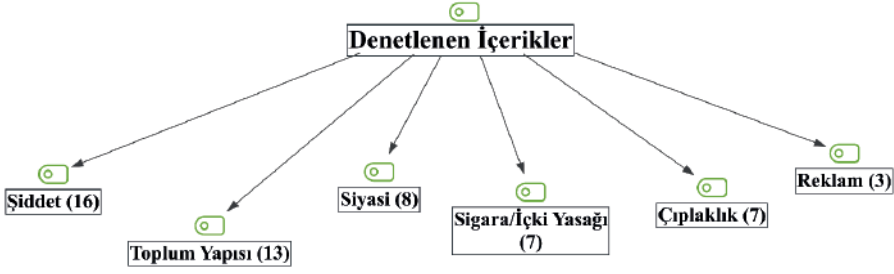 Denetlenen İçerikler
Şiddet (16)
Toplum Yapısı (13)
Siyasi (8)
Sigara/İçki Yasağı
(7)
Çıplaklık (7)
Reklam (3)